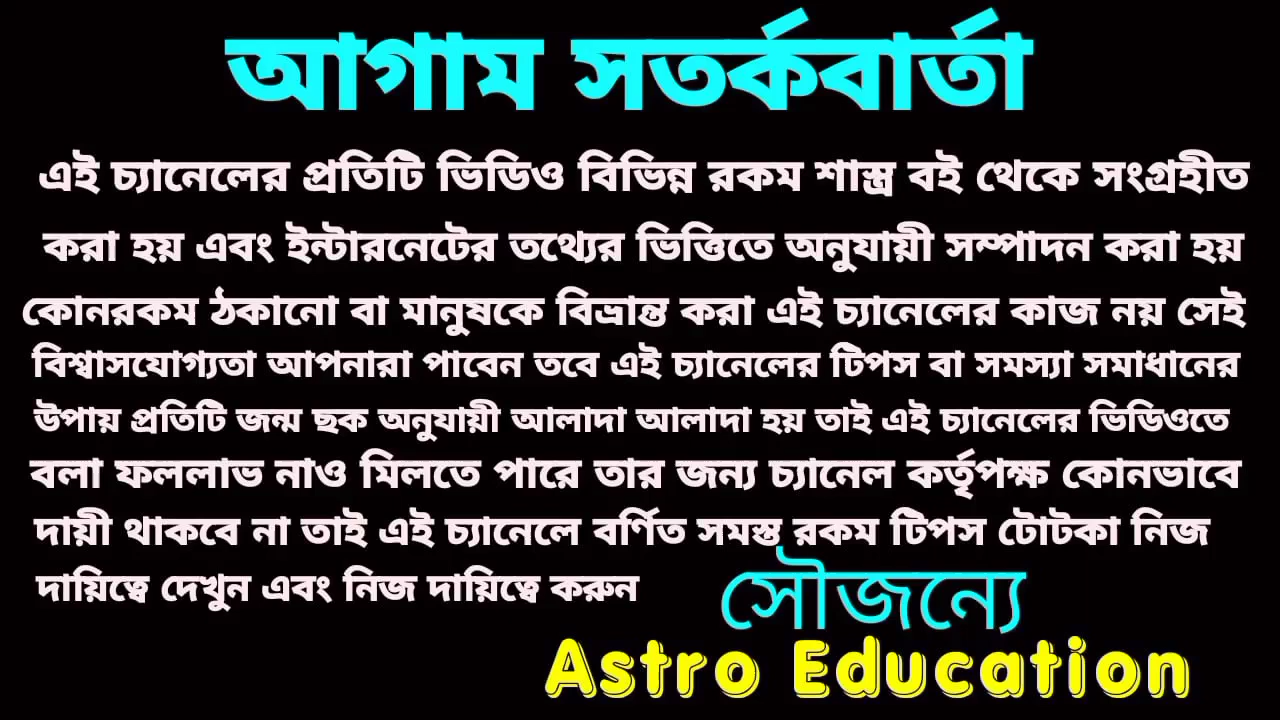 আগাম সতর্কবার্তা
এই চ্যানেলের প্রতিটি ভিডিও বিভিন্ন রকম শাস্ত্র বই থেকে সংগ্রহীত
করা হয় এবং ইন্টারনেটের তথ্যের ভিত্তিতে অনুযায়ী সম্পাদন করা হয়
কোনরকম ঠকানো বা মানুষকে বিভ্রান্ত করা এই চ্যানেলের কাজ নয় সেই
বিশ্বাসযোগ্যতা আপনারা পাবেন তবে এই চ্যানেলের টিপস বা সমস্যা সমাধানের
উপায় প্রতিটি জন্ম ছক অনুযায়ী আলাদা আলাদা হয় তাই এই চ্যানেলের ভিডিওতে
বলা ফললাভ নাও মিলতে পারে তার জন্য চ্যানেল কর্তৃপক্ষ কোনভাবে
দায়ী থাকবে না তাই এই চ্যানেলে বর্ণিত সমস্ত রকম টিপস টোটকা নিজ
দায়িত্বে দেখুন এবং নিজ দায়িত্বে করুন
সৌজন্যে
Astro Education